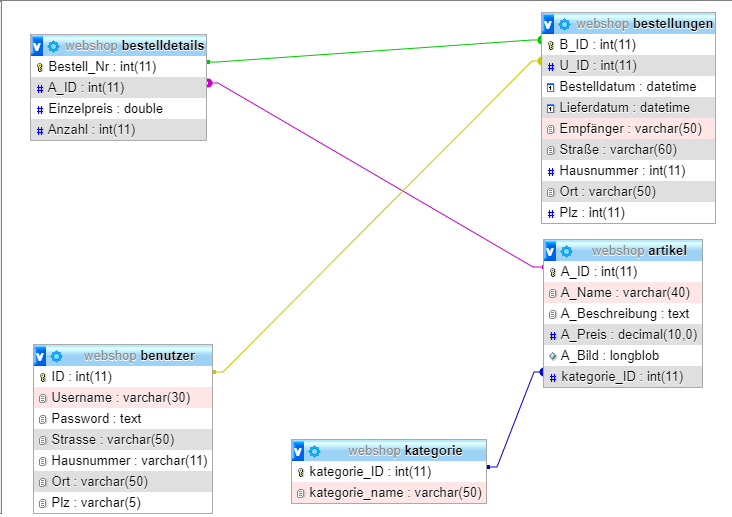 webshop bestelldetails
Bestell_Nr : int(11)
A_ID : int(11)
Einzelpreis : double
Anzahl : int(11)
webshop bestellungen
B_ID : int(11)
U_ID : int(11)
Bestelldatum : datetime
Lieferdatum : datetime
Empfänger : varchar(50)
Straße : varchar(60)
Hausnummer : int(11)
Ort : varchar(50)
Plz : int(11)
webshop artikel
A_ID : int(11)
A_Name : varchar(40)
A_Beschreibung : text
A_Preis : decimal(10,0)
A_Bild : longblob
kategorie_ID : int(11)
webshop benutzer
ID : int(11)
Username : varchar(30)
Password : text
Strasse : varchar(50)
Hausnummer : varchar(11)
Ort : varchar(50)
Plz : varchar(5)
webshop kategorie
kategorie_ID : int(11)
kategorie_name : varchar(50)